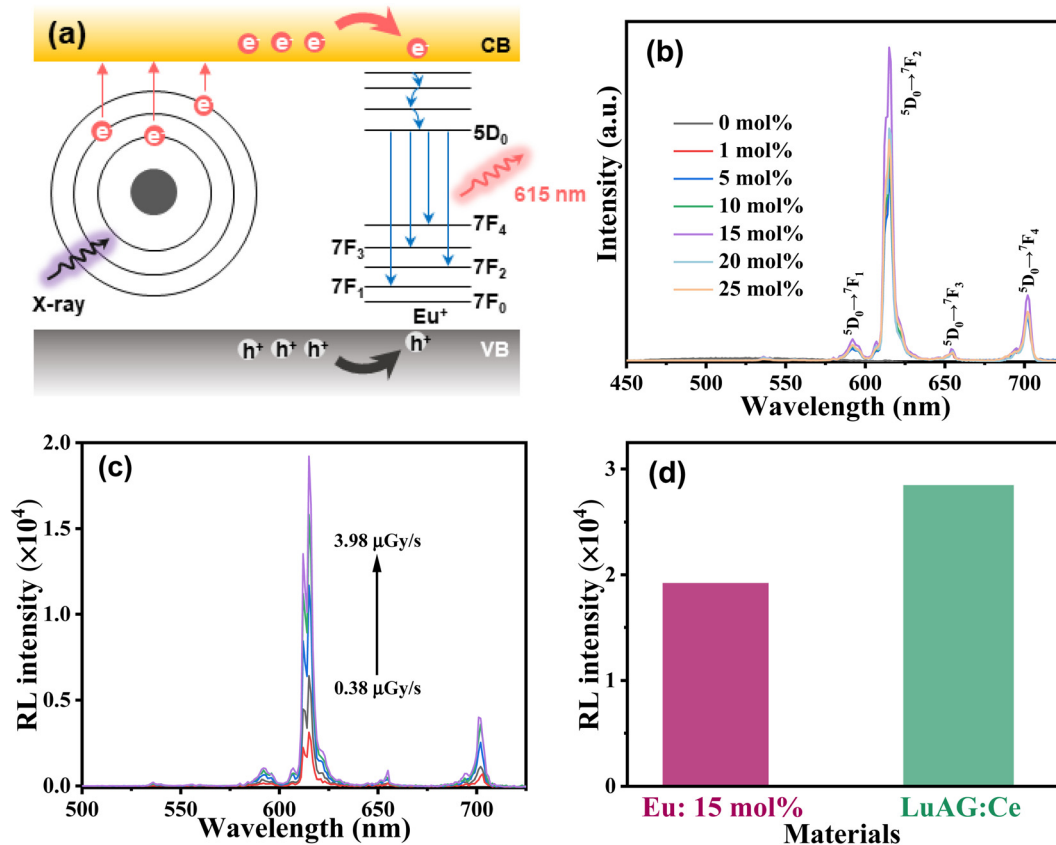 (a)
e⁻ e⁻ e⁻
e⁻
CB
e⁻
e⁻ e⁻
5D₀
615 nm
X-ray
7F₄
7F₃
7F₂
7F₁
7F₀
Eu⁺
h⁺ h⁺ h⁺
h⁺
VB
(b)
Intensity (a.u.)
0 mol%
1 mol%
5 mol%
10 mol%
15 mol%
20 mol%
25 mol%
⁵D₀→⁷F₁
⁵D₀→⁷F₂
⁵D₀→⁷F₃
⁵D₀→⁷F₄
450 500 550 600 650 700
Wavelength (nm)
(c)
RL intensity (×10⁴)
2.0
1.5
1.0
0.5
0.0
3.98 μGy/s
0.38 μGy/s
500 550 600 650 700
Wavelength (nm)
(d)
RL intensity (×10⁴)
3
2
1
0
Eu: 15 mol% LuAG:Ce
Materials